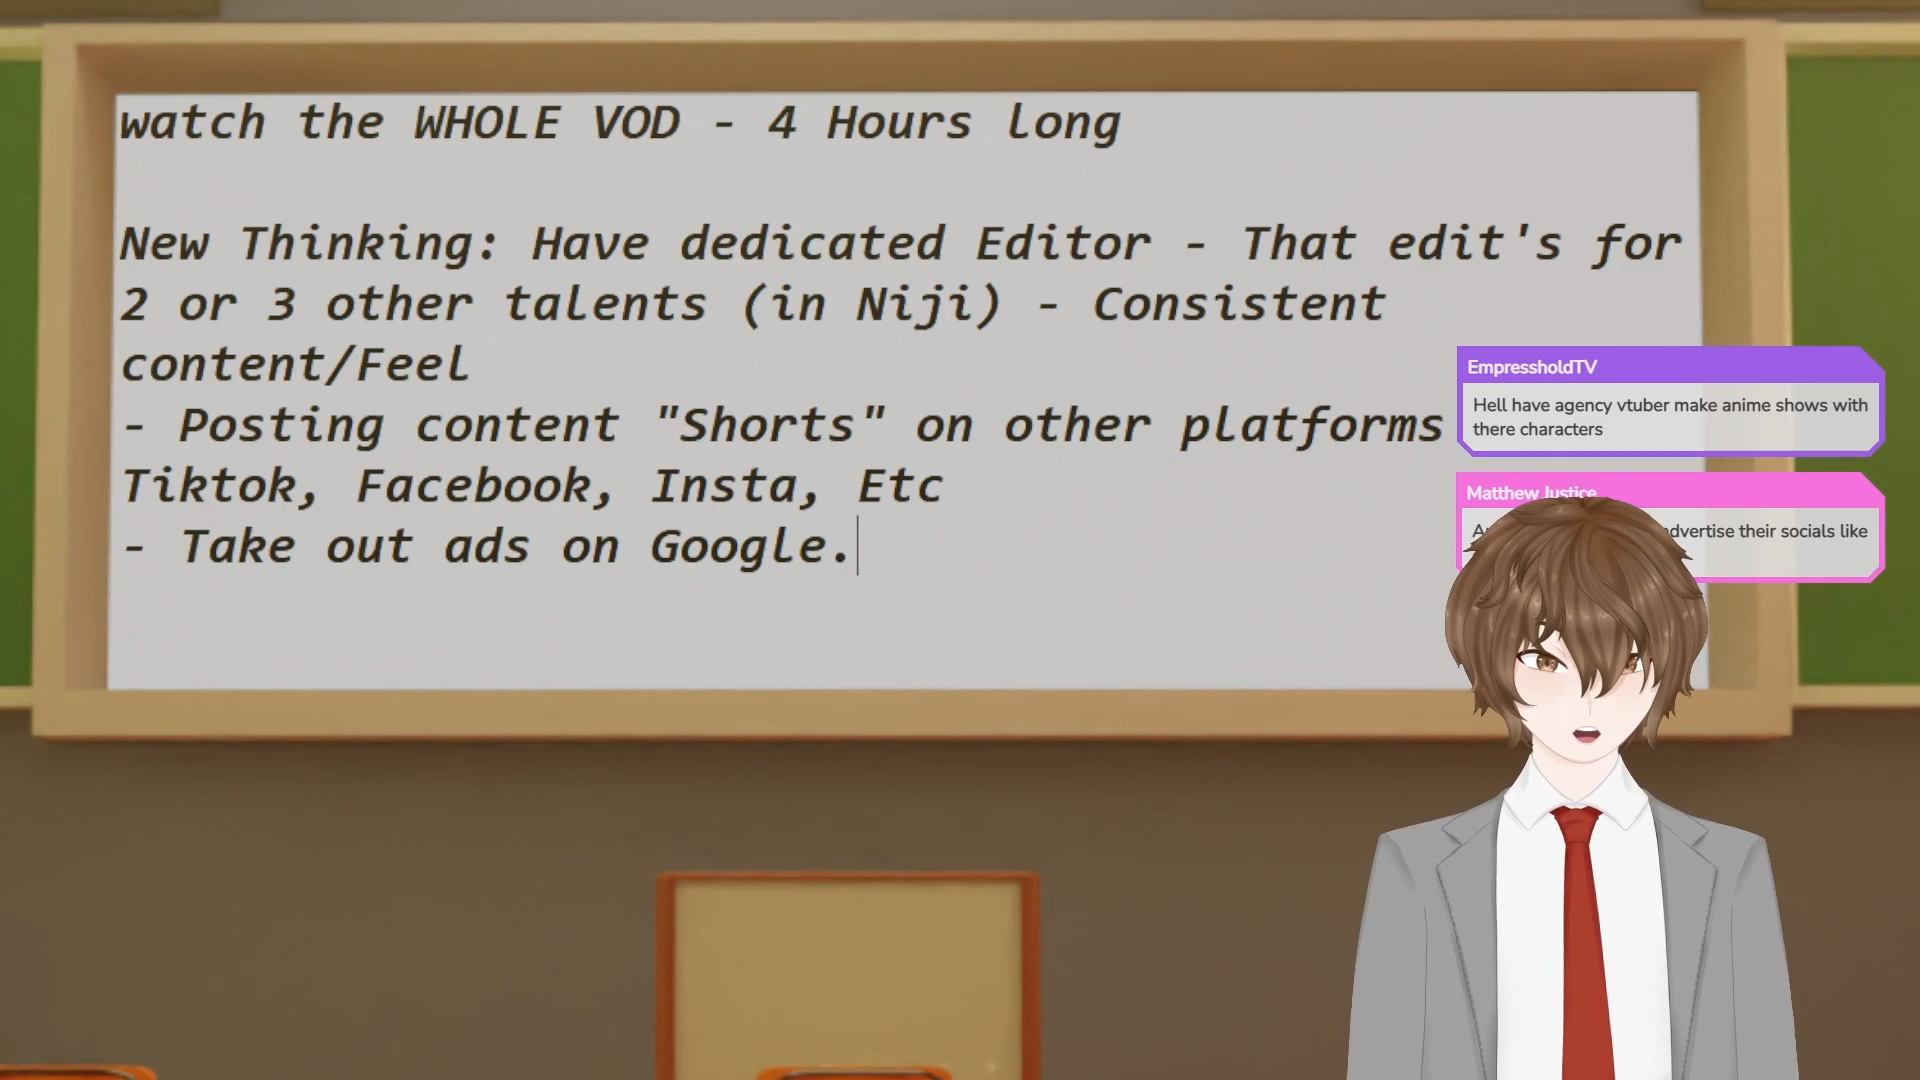 watch the WHOLE VOD - 4 Hours long
New Thinking: Have dedicated Editor - That edit's for
2 or 3 other talents (in Niji) - Consistent
content/Feel
- Posting content "Shorts" on other platforms
Tiktok, Facebook, Insta, Etc
- Take out ads on Google.
EmpressholdTV
Hell have agency vtuber make anime shows with
there characters
Matthew Justice
advertise their socials like